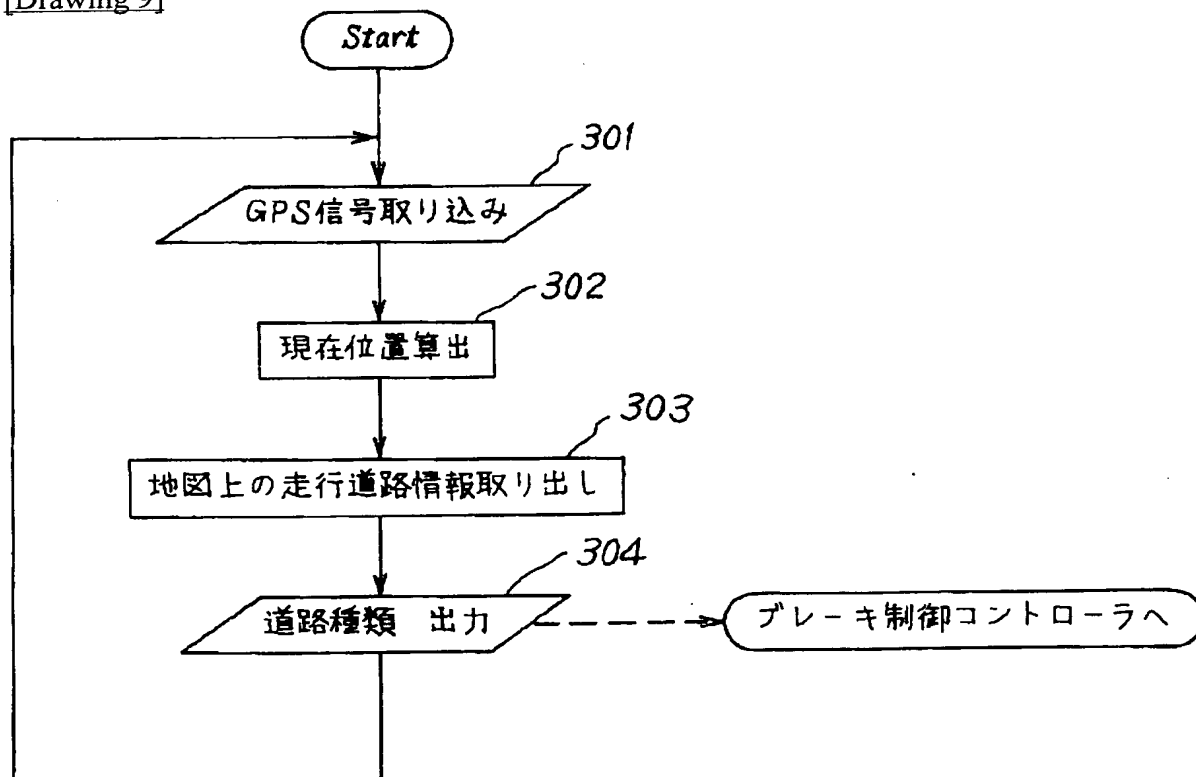 [Drawing 9]
Start
301
GPS信号取り込み
302
現在位置算出
303
地図上の走行道路情報取り出し
304
道路種類 出力
ブレーキ制御コントローラへ